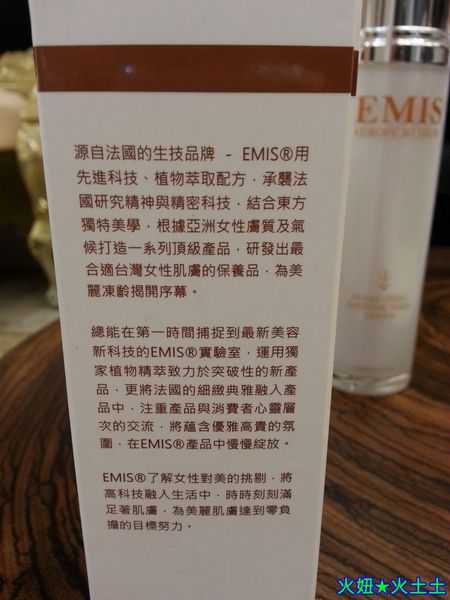 源自法國的生技品牌 - EMIS®用
先進科技、植物萃取配方，承襲法
國研究精神與精密科技，結合東方
獨特美學，根據亞洲女性膚質及氣
候打造一系列頂級產品，研發出最
合適台灣女性肌膚的保養品，為美
麗凍齡揭開序幕。
總能在第一時間捕捉到最新美容
新科技的EMIS®實驗室，運用獨
家植物精萃致力於突破性的新產
品，更將法國的細緻典雅融入產
品中，注重產品與消費者心靈層
次的交流，將蘊含優雅高貴的氛
圍，在EMIS®產品中慢慢綻放。
EMIS®了解女性對美的挑剔，將
高科技融入生活中，時時刻刻滿
足著肌膚，為美麗肌膚達到零負
擔的目標努力。
EMIS
火妞★火土土